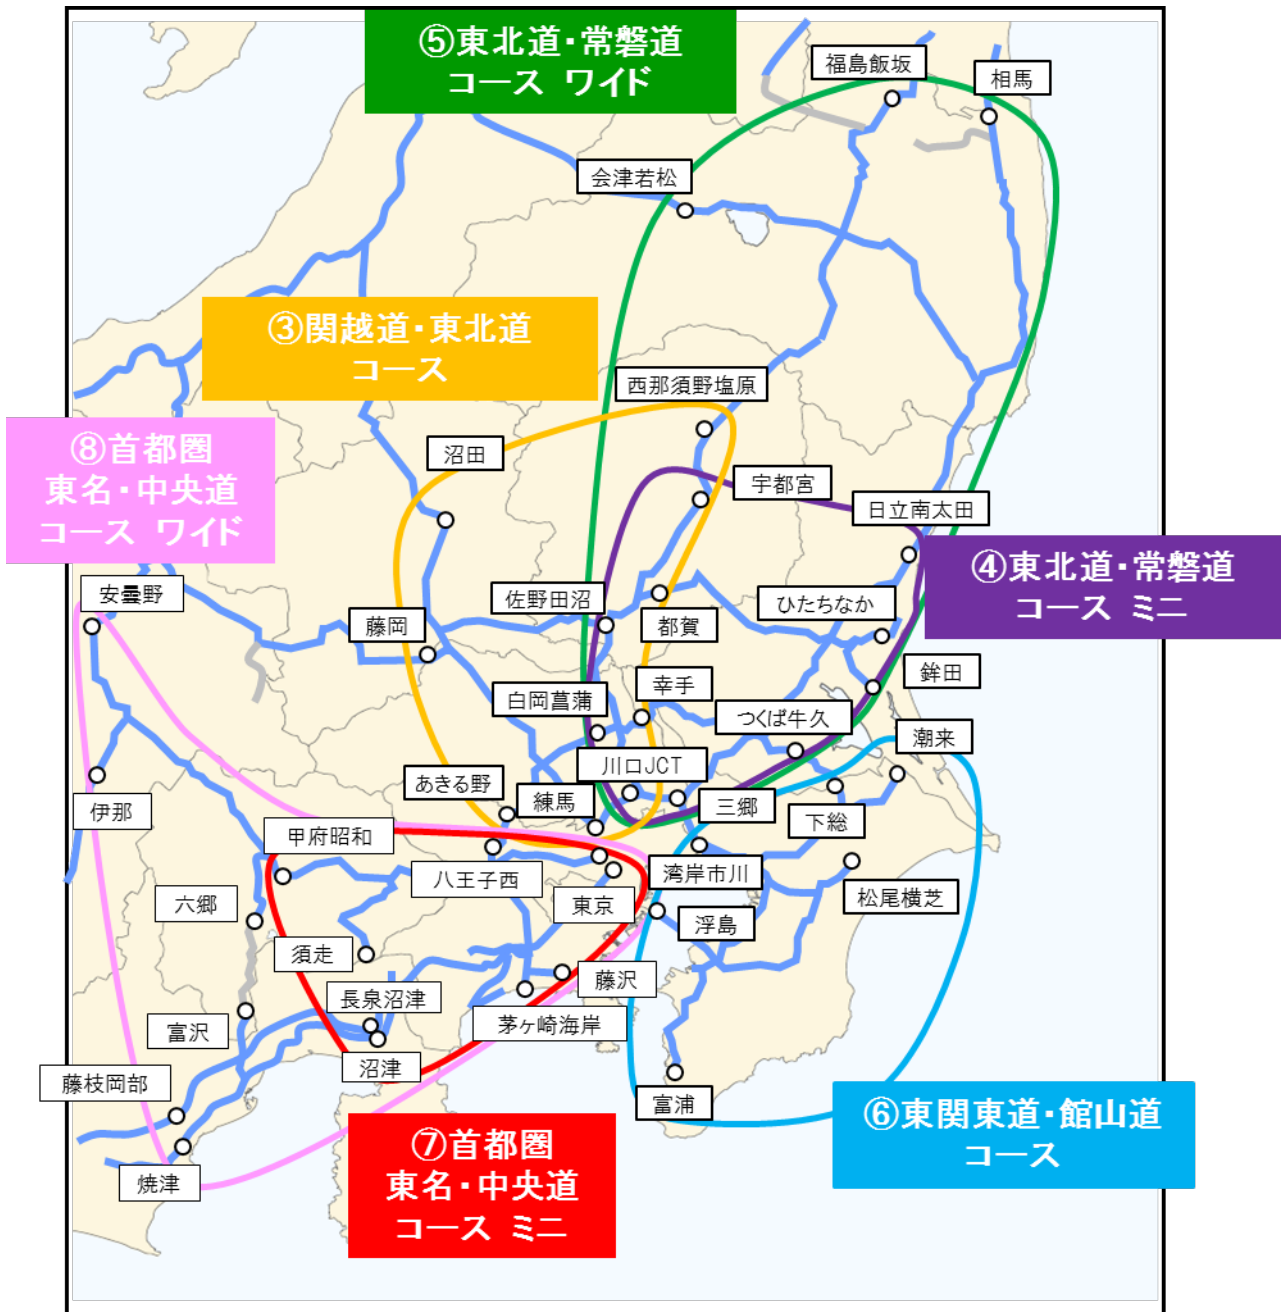 ⑤東北道・常磐道
コース ワイド
福島飯坂
相馬
会津若松
③関越道・東北道
コース
西那須野塩原
⑧首都圏
東名・中央道
コース ワイド
沼田
宇都宮
日立南太田
④東北道・常磐道
コース ミニ
安曇野
佐野田沼
ひたちなか
藤岡
都賀
鉾田
白岡菖蒲
幸手
つくば牛久
潮来
川口JCT
あきる野
練馬
三郷
下総
伊那
甲府昭和
八王子西
湾岸市川
松尾横芝
六郷
東京
浮島
須走
藤沢
長泉沼津
茅ヶ崎海岸
富沢
沼津
藤枝岡部
富浦
⑥東関東道・館山道
コース
⑦首都圏
東名・中央道
コース ミニ
焼津